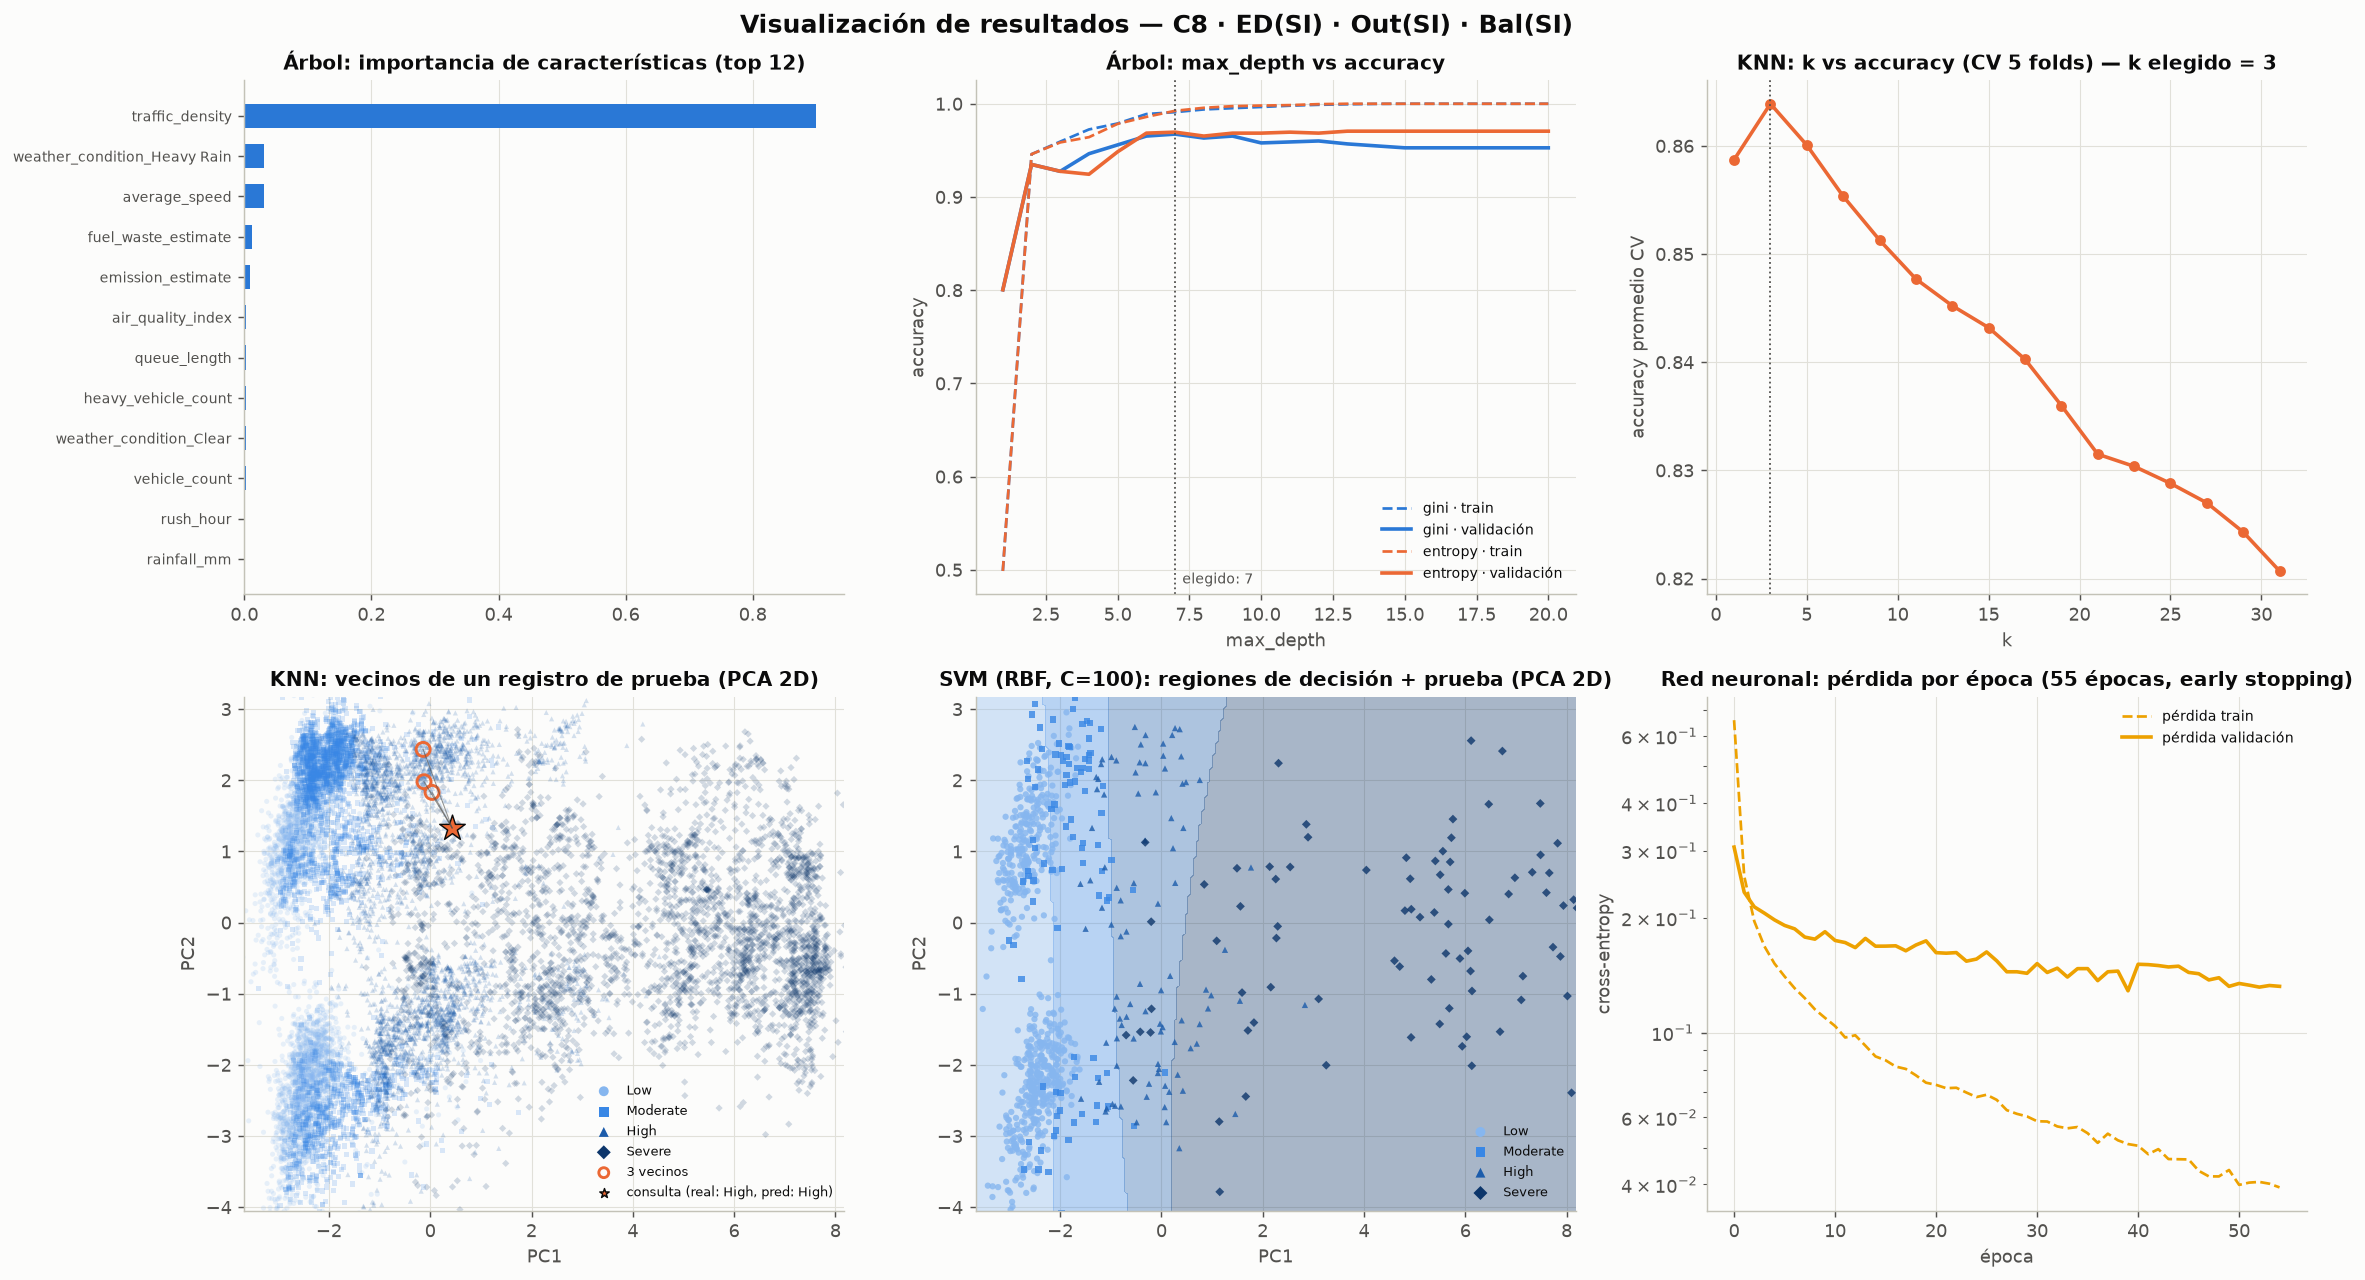 Visualización de resultados — C8 · ED(SI) · Out(SI) · Bal(SI)
Árbol: importancia de características (top 12)
traffic_density
weather_condition_Heavy Rain
average_speed
fuel_waste_estimate
emission_estimate
air_quality_index
queue_length
heavy_vehicle_count
weather_condition_Clear
vehicle_count
rush_hour
rainfall_mm
0.0 0.2 0.4 0.6 0.8
Árbol: max_depth vs accuracy
accuracy
1.0
0.9
0.8
0.7
0.6
0.5
gini · train
gini · validación
entropy · train
entropy · validación
elegido: 7
2.5 5.0 7.5 10.0 12.5 15.0 17.5 20.0
max_depth
KNN: k vs accuracy (CV 5 folds) — k elegido = 3
accuracy promedio CV
0.86
0.85
0.84
0.83
0.82
0 5 10 15 20 25 30
k
KNN: vecinos de un registro de prueba (PCA 2D)
PC2
3
2
1
0
−1
−2
−3
−4
Low
Moderate
High
Severe
3 vecinos
consulta (real: High, pred: High)
−2 0 2 4 6 8
PC1
SVM (RBF, C=100): regiones de decisión + prueba (PCA 2D)
PC2
3
2
1
0
−1
−2
−3
−4
Low
Moderate
High
Severe
−2 0 2 4 6 8
PC1
Red neuronal: pérdida por época (55 épocas, early stopping)
cross-entropy
pérdida train
pérdida validación
6 × 10⁻¹
4 × 10⁻¹
3 × 10⁻¹
2 × 10⁻¹
10⁻¹
6 × 10⁻²
4 × 10⁻²
0 10 20 30 40 50
época